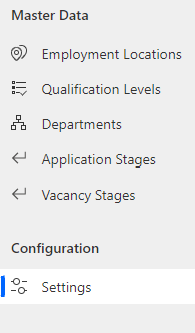 Master Data
Employment Locations
Qualification Levels
Departments
Application Stages
Vacancy Stages
Configuration
Settings